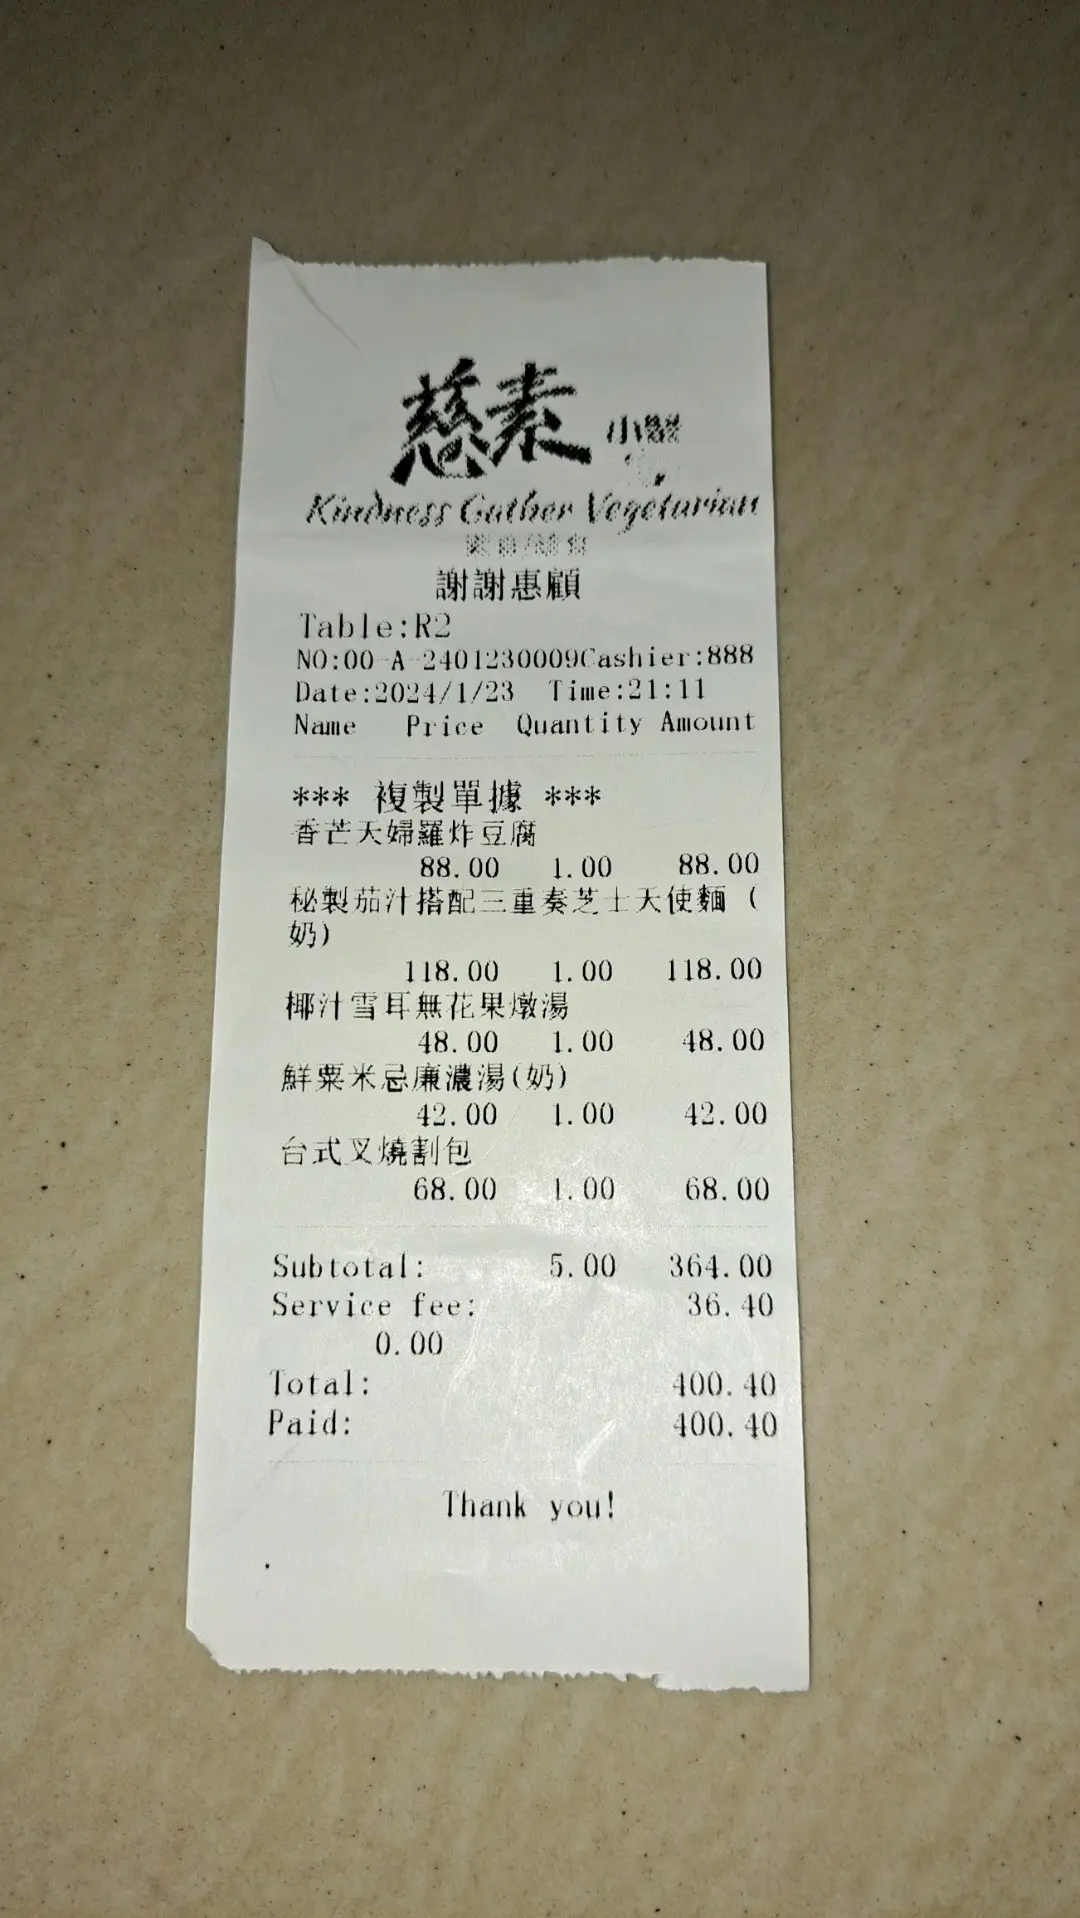 慈素 小聚
Kindness Gather Vegetarian
謝謝惠顧
Table:R2
NO:00-A-2401230009Cashier:888
Date:2024/1/23 Time:21:11
Name Price Quantity Amount
*** 複製單據 ***
香芒天婦羅炸豆腐
88.00 1.00 88.00
秘製茄汁搭配三重奏芝士天使麵 (
奶)
118.00 1.00 118.00
椰汁雪耳無花果燉湯
48.00 1.00 48.00
鮮粟米忌廉濃湯(奶)
42.00 1.00 42.00
台式叉燒割包
68.00 1.00 68.00
Subtotal: 5.00 364.00
Service fee: 36.40
0.00
Total: 400.40
Paid: 400.40
Thank you!